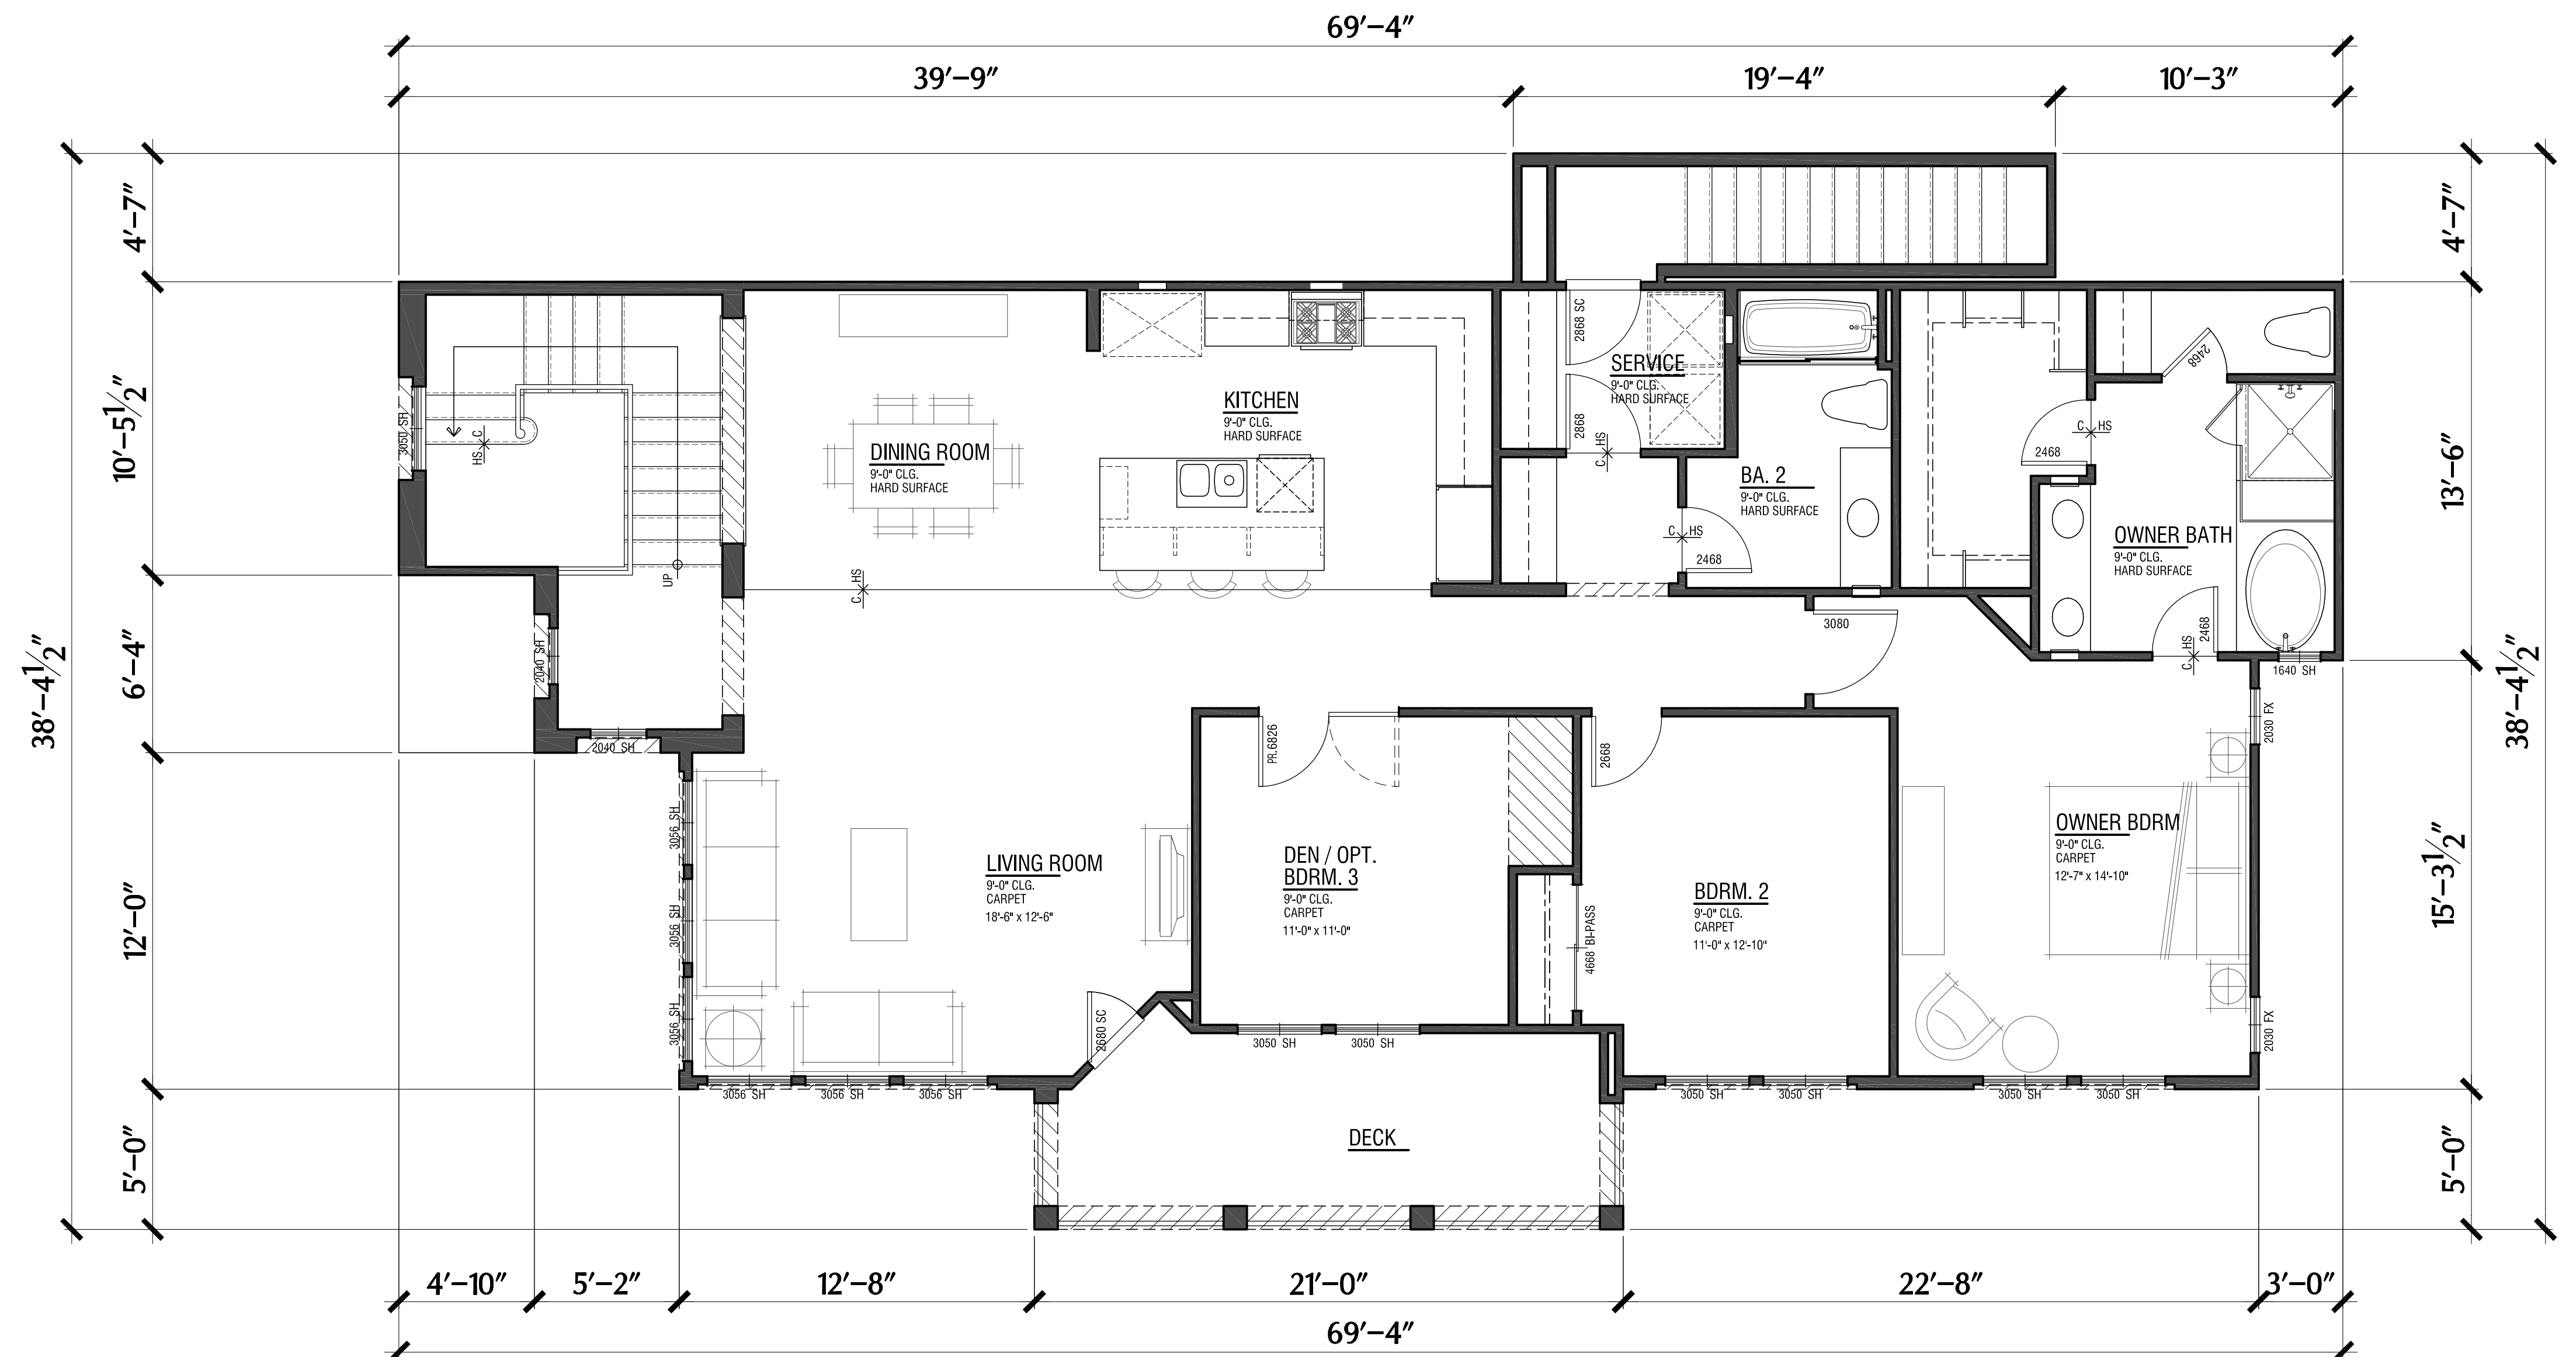 69'-4"
39'-9"
19'-4"
10'-3"
4'-7"
4'-7"
10'-5 1/2"
13'-6"
38'-4 1/2"
6'-4"
38'-4 1/2"
12'-0"
15'-3 1/2"
5'-0"
5'-0"
3050 SH
HS C
UP
2040 SH
2040 SH
DINING ROOM
9'-0" CLG.
HARD SURFACE
C HS
KITCHEN
9'-0" CLG.
HARD SURFACE
2868 SC
SERVICE
9'-0" CLG.
HARD SURFACE
2868
C HS
C HS
2468
BA. 2
9'-0" CLG.
HARD SURFACE
2468
C HS
2468
OWNER BATH
9'-0" CLG.
HARD SURFACE
2468
C HS
1640 SH
3080
3056 SH
3056 SH
3056 SH
LIVING ROOM
9'-0" CLG.
CARPET
18'-6" x 12'-6"
3056 SH
3056 SH
3056 SH
2680 SC
PR.6826
DEN / OPT.
BDRM. 3
9'-0" CLG.
CARPET
11'-0" x 11'-0"
3050 SH
3050 SH
2668
4668 BI-PASS
BDRM. 2
9'-0" CLG.
CARPET
11'-0" x 12'-10"
3050 SH
3050 SH
OWNER BDRM
9'-0" CLG.
CARPET
12'-7" x 14'-10"
2030 FX
2030 FX
3050 SH
3050 SH
DECK
4'-10"
5'-2"
12'-8"
21'-0"
22'-8"
3'-0"
69'-4"